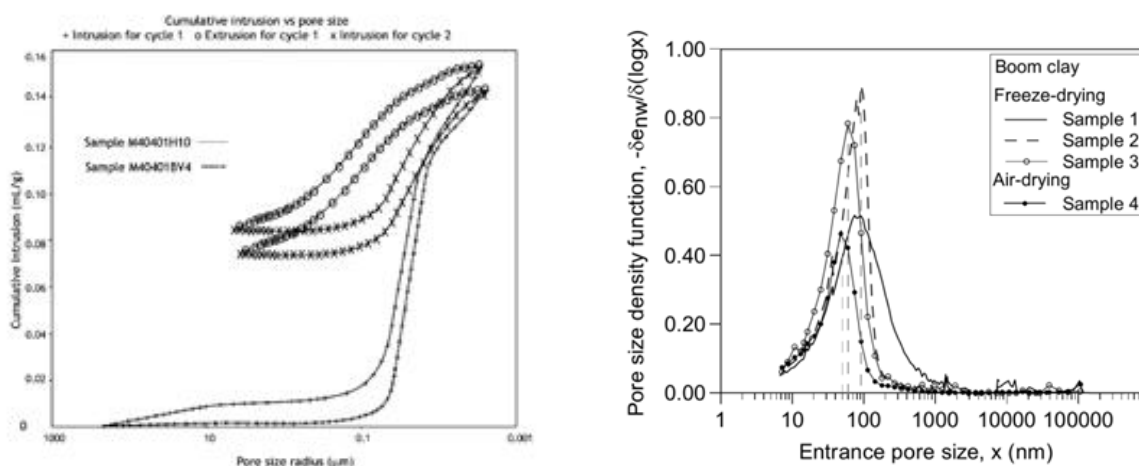 Cumulative intrusion vs pore size
+ Intrusion for cycle 1 o Extrusion for cycle 1 x Intrusion for cycle 2
Cumulative Intrusion (mL/g)
0.16
0.14
0.12
0.10
0.08
0.06
0.04
0.02
0
Sample M40401H10
Sample M40401BV4
1000
10
0.1
0.001
Pore size radius (μm)
Pore size density function, -δenw/δ(logx)
1.00
0.80
0.60
0.40
0.20
0.00
Boom clay
Freeze-drying
Sample 1
Sample 2
Sample 3
Air-drying
Sample 4
1
10
100
1000
10000
100000
Entrance pore size, x (nm)